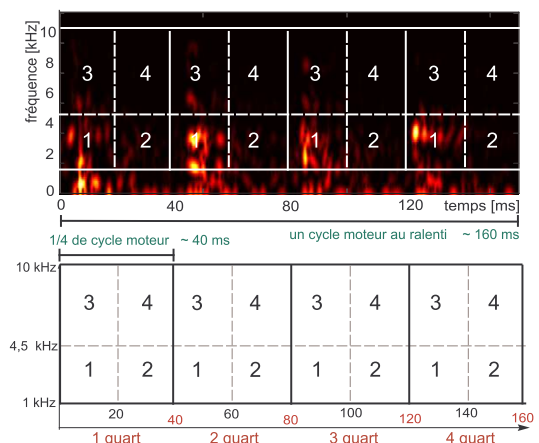 fréquence [kHz]
10
8
6
4
2
0
3 4 3 4 3 4 3 4
1 2 1 2 1 2 1 2
0 40 80 120 temps [ms]
1/4 de cycle moteur ~ 40 ms un cycle moteur au ralenti ~ 160 ms
10 kHz
3 4 3 4 3 4 3 4
4,5 kHz
1 2 1 2 1 2 1 2
1 kHz
20 40 60 80 100 120 140 160
1 quart 2 quart 3 quart 4 quart